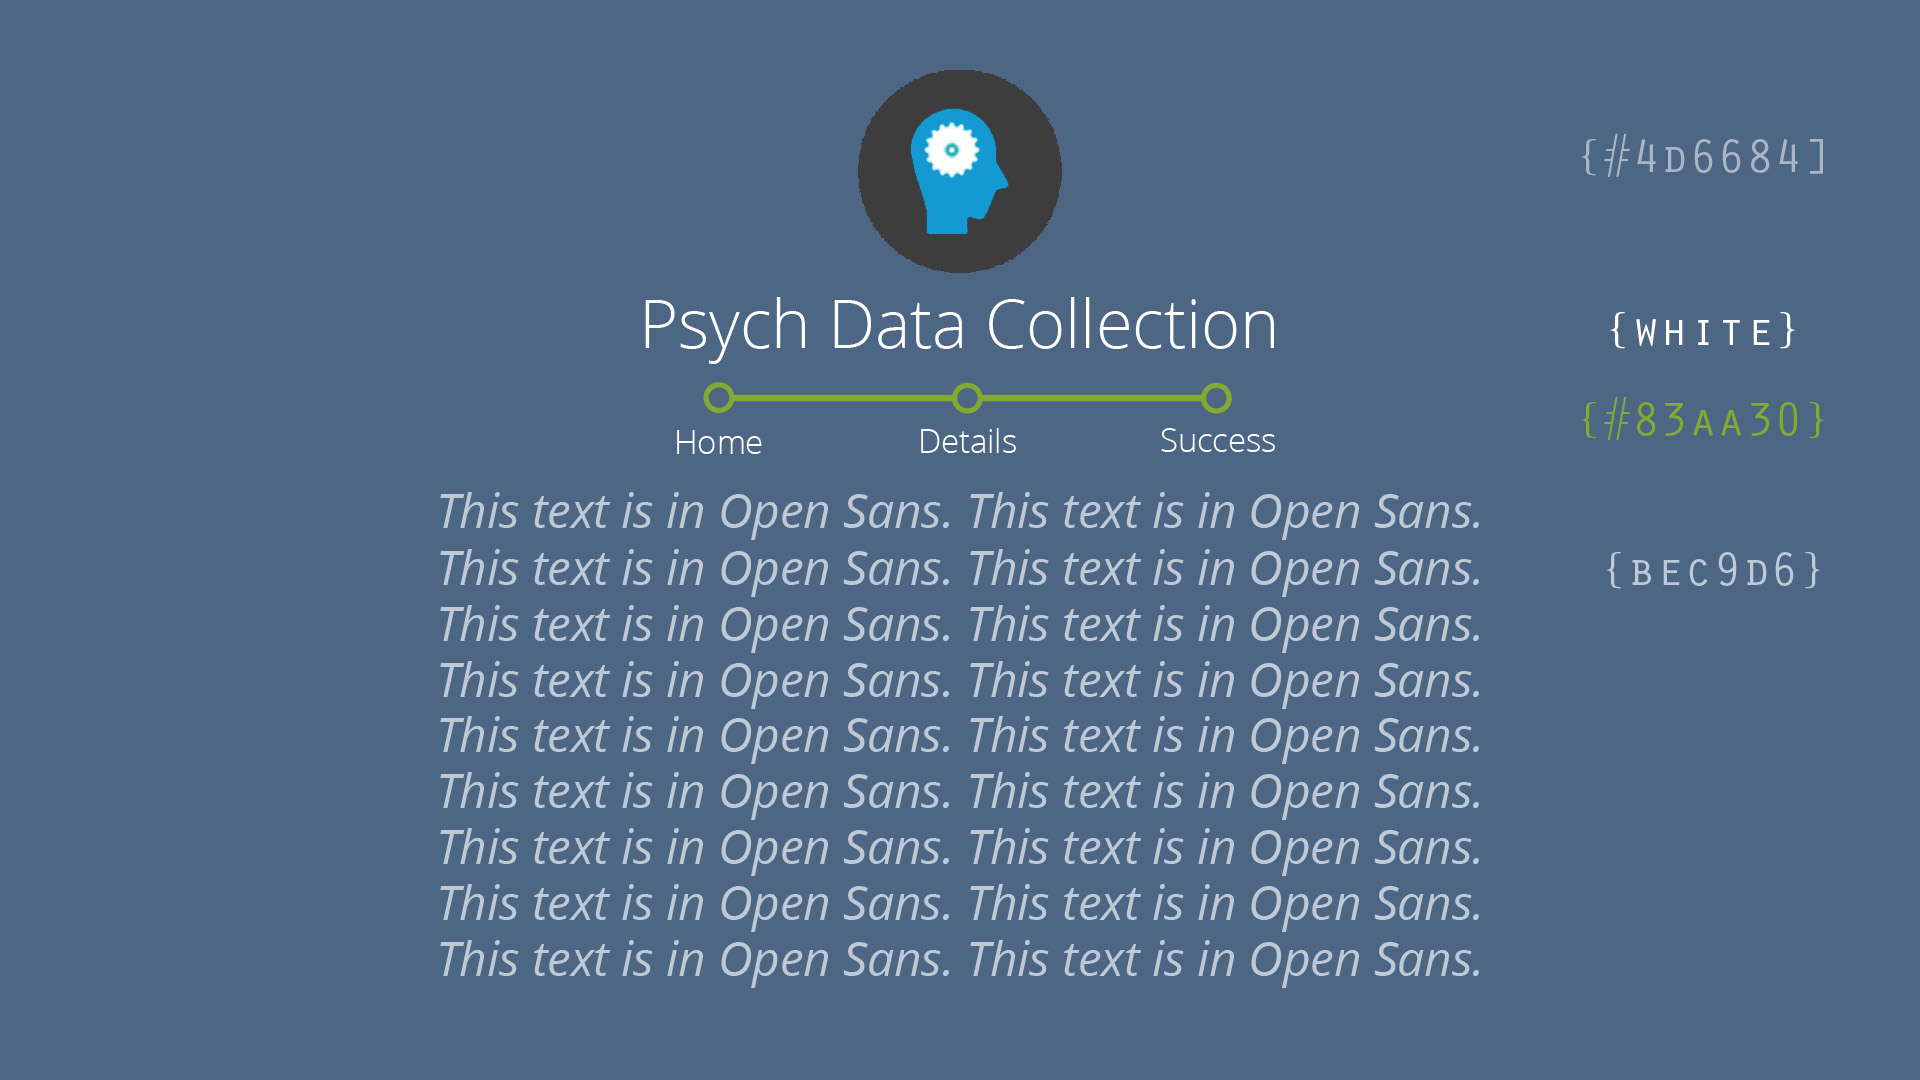 {#4D6684]
Psych Data Collection
{WHITE}
{#83AA30}
Home Details Success
This text is in Open Sans. This text is in Open Sans.
This text is in Open Sans. This text is in Open Sans.
{BEC9D6}
This text is in Open Sans. This text is in Open Sans.
This text is in Open Sans. This text is in Open Sans.
This text is in Open Sans. This text is in Open Sans.
This text is in Open Sans. This text is in Open Sans.
This text is in Open Sans. This text is in Open Sans.
This text is in Open Sans. This text is in Open Sans.
This text is in Open Sans. This text is in Open Sans.